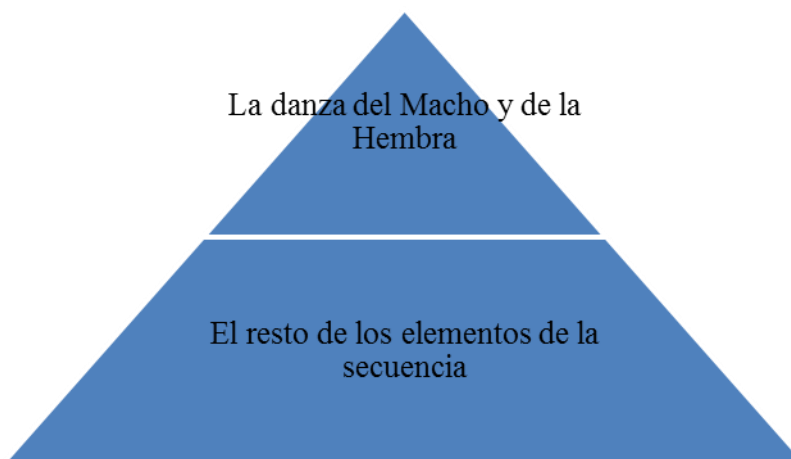 La danza del Macho y de la
Hembra
El resto de los elementos de la
secuencia